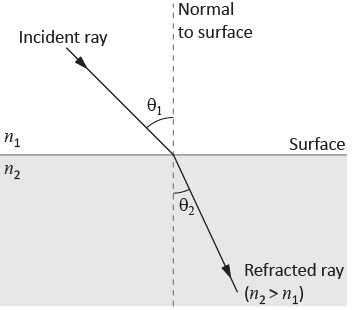 Normal
to surface
Incident ray
θ1
n1
Surface
n2
θ2
Refracted ray
(n2 > n1)